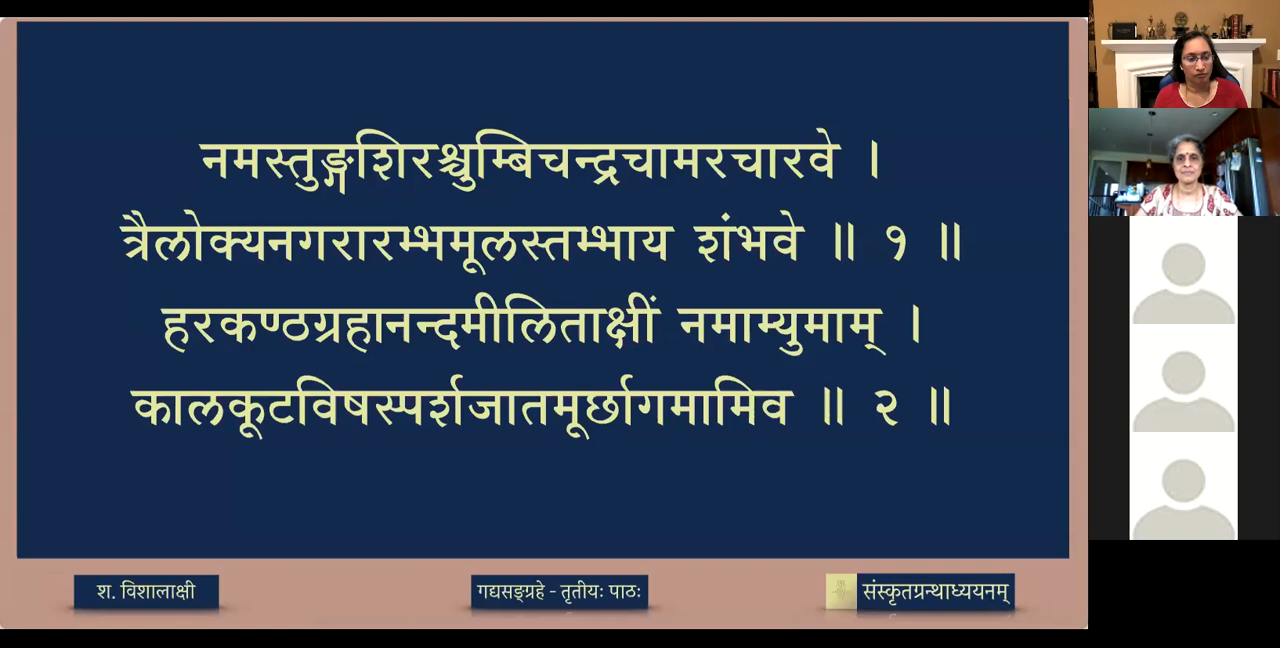 नमस्तुङ्गशिरश्चुम्बिचन्द्रचामरचारवे ।
त्रैलोक्यनगरारम्भमूलस्तम्भाय शंभवे ॥ १ ॥
हरकण्ठग्रहानन्दमीलिताक्षीं नमाम्युमाम् ।
कालकूटविषस्पर्शजातमूर्छागमामिव ॥ २ ॥
श. विशालाक्षी
गद्यसङ्ग्रहे - तृतीयः पाठः
संस्कृतग्रन्थाध्ययनम्